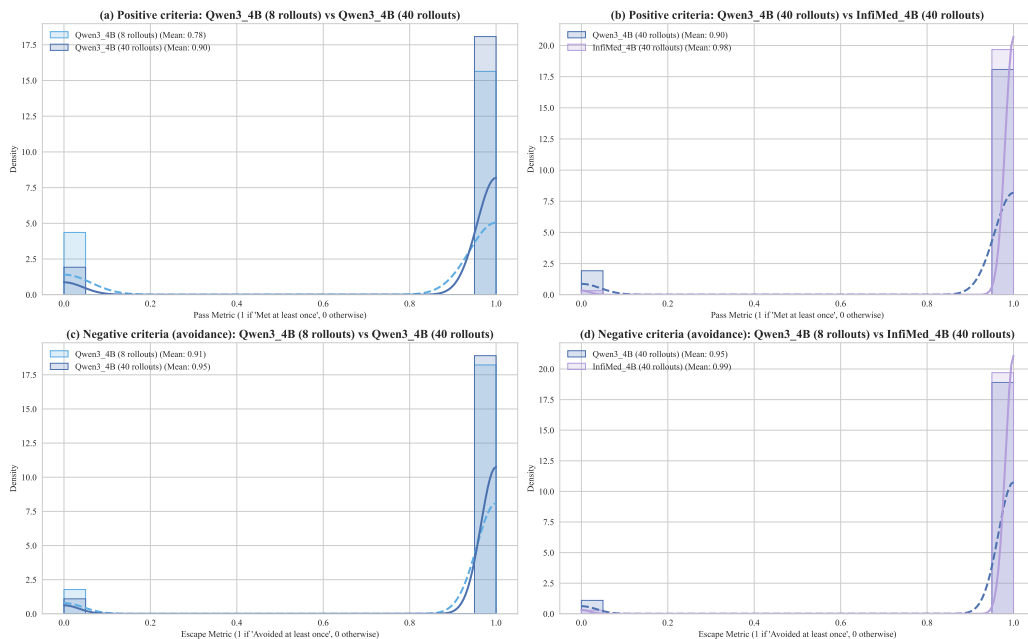 (a) Positive criteria: Qwen3_4B (8 rollouts) vs Qwen3_4B (40 rollouts)
Qwen3_4B (8 rollouts) (Mean: 0.78)
Qwen3_4B (40 rollouts) (Mean: 0.90)
17.5
15.0
12.5
10.0
7.5
5.0
2.5
0.0
Density
0.0 0.2 0.4 0.6 0.8 1.0
Pass Metric (1 if 'Met at least once', 0 otherwise)
(b) Positive criteria: Qwen3_4B (40 rollouts) vs InfiMed_4B (40 rollouts)
Qwen3_4B (40 rollouts) (Mean: 0.90)
InfiMed_4B (40 rollouts) (Mean: 0.98)
20.0
17.5
15.0
12.5
10.0
7.5
5.0
2.5
0.0
Density
0.0 0.2 0.4 0.6 0.8 1.0
Pass Metric (1 if 'Met at least once', 0 otherwise)
(c) Negative criteria (avoidance): Qwen3_4B (8 rollouts) vs Qwen3_4B (40 rollouts)
Qwen3_4B (8 rollouts) (Mean: 0.91)
Qwen3_4B (40 rollouts) (Mean: 0.95)
17.5
15.0
12.5
10.0
7.5
5.0
2.5
0.0
Density
0.0 0.2 0.4 0.6 0.8 1.0
Escape Metric (1 if 'Avoided at least once', 0 otherwise)
(d) Negative criteria (avoidance): Qwen3_4B (8 rollouts) vs InfiMed_4B (40 rollouts)
Qwen3_4B (40 rollouts) (Mean: 0.95)
InfiMed_4B (40 rollouts) (Mean: 0.99)
20.0
17.5
15.0
12.5
10.0
7.5
5.0
2.5
0.0
Density
0.0 0.2 0.4 0.6 0.8 1.0
Escape Metric (1 if 'Avoided at least once', 0 otherwise)